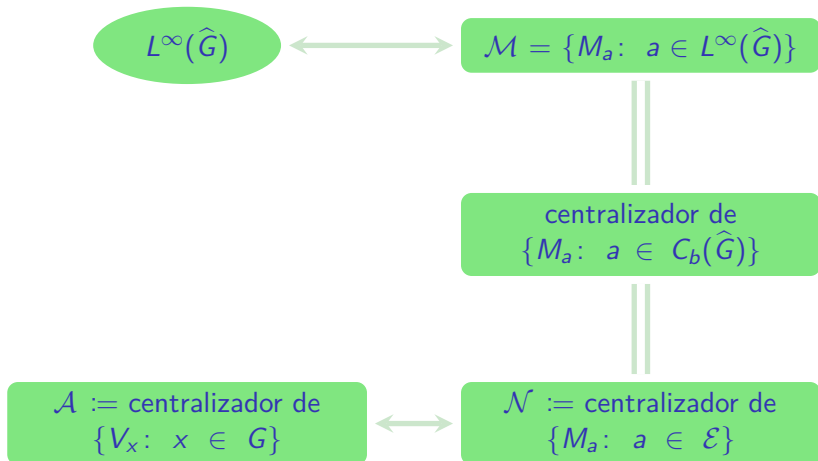 L^∞(Ĝ)
ℳ = {M_a : a ∈ L^∞(Ĝ)}
centralizador de
{M_a : a ∈ C_b(Ĝ)}
𝒜 := centralizador de
{V_x : x ∈ G}
𝒩 := centralizador de
{M_a : a ∈ ℰ}